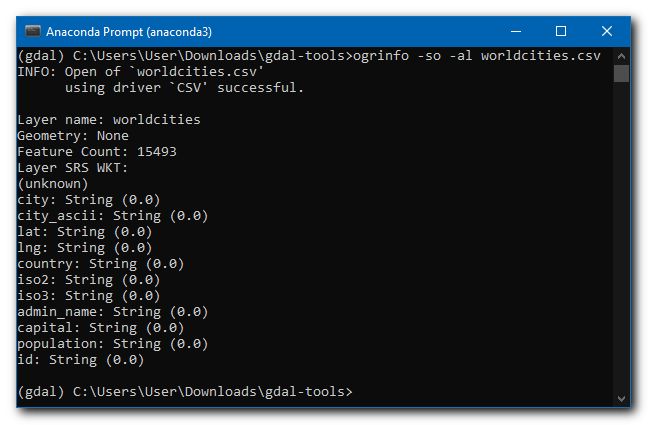 Anaconda Prompt (anaconda3)
(gdal) C:\Users\User\Downloads\gdal-tools>ogrinfo -so -al worldcities.csv
INFO: Open of `worldcities.csv'
      using driver `CSV' successful.

Layer name: worldcities
Geometry: None
Feature Count: 15493
Layer SRS WKT:
(unknown)
city: String (0.0)
city_ascii: String (0.0)
lat: String (0.0)
lng: String (0.0)
country: String (0.0)
iso2: String (0.0)
iso3: String (0.0)
admin_name: String (0.0)
capital: String (0.0)
population: String (0.0)
id: String (0.0)

(gdal) C:\Users\User\Downloads\gdal-tools>